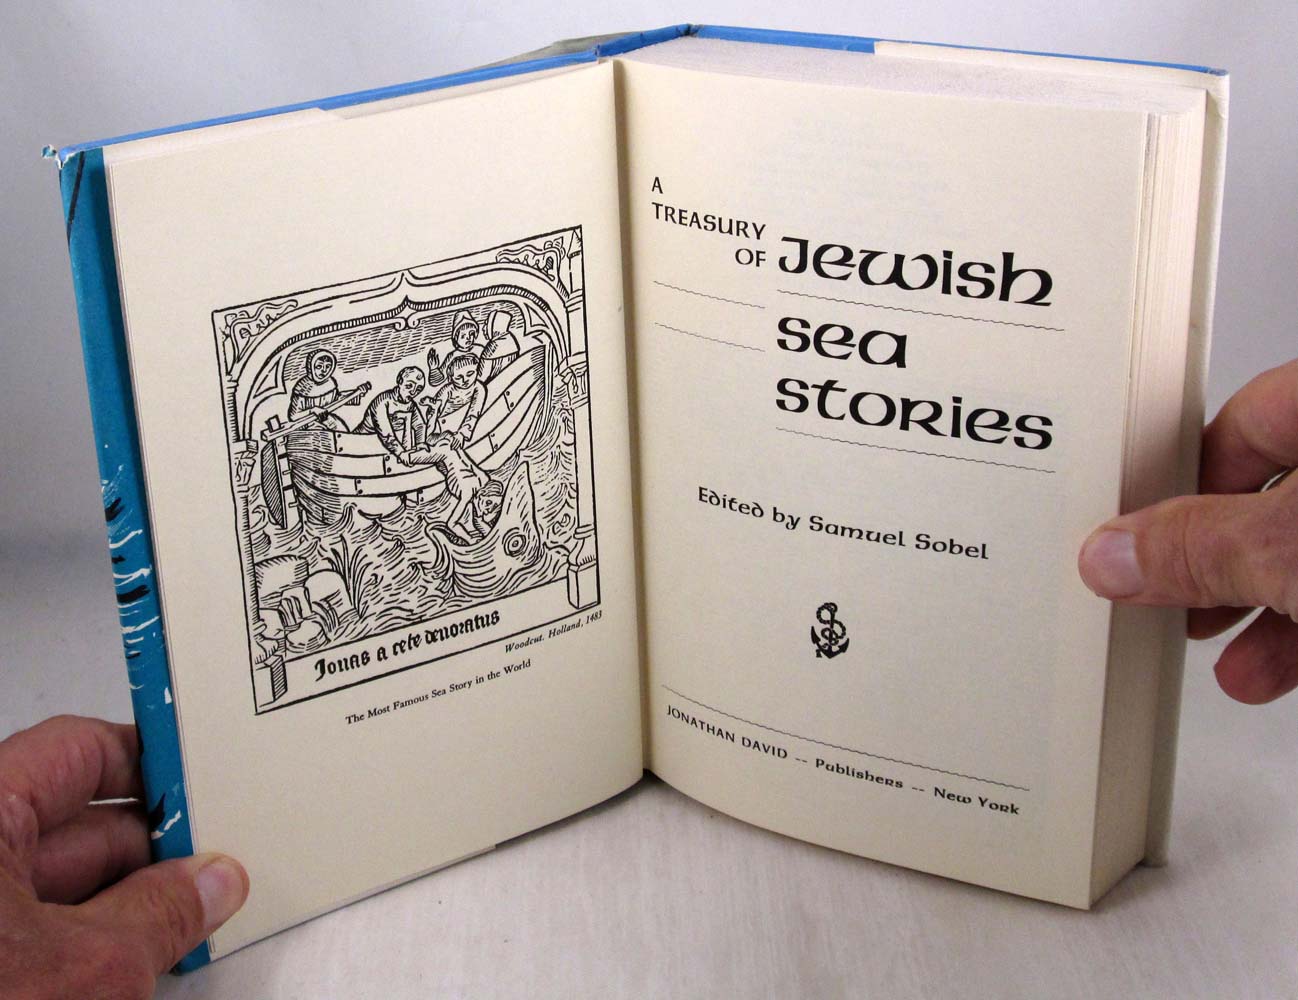 Jonas a cete deuoratus
Woodcut. Holland, 1483
The Most Famous Sea Story in the World
A
TREASURY
OF
Jewish
sea
stories
Edited by Samuel Sobel
JONATHAN DAVID -- Publishers -- New York